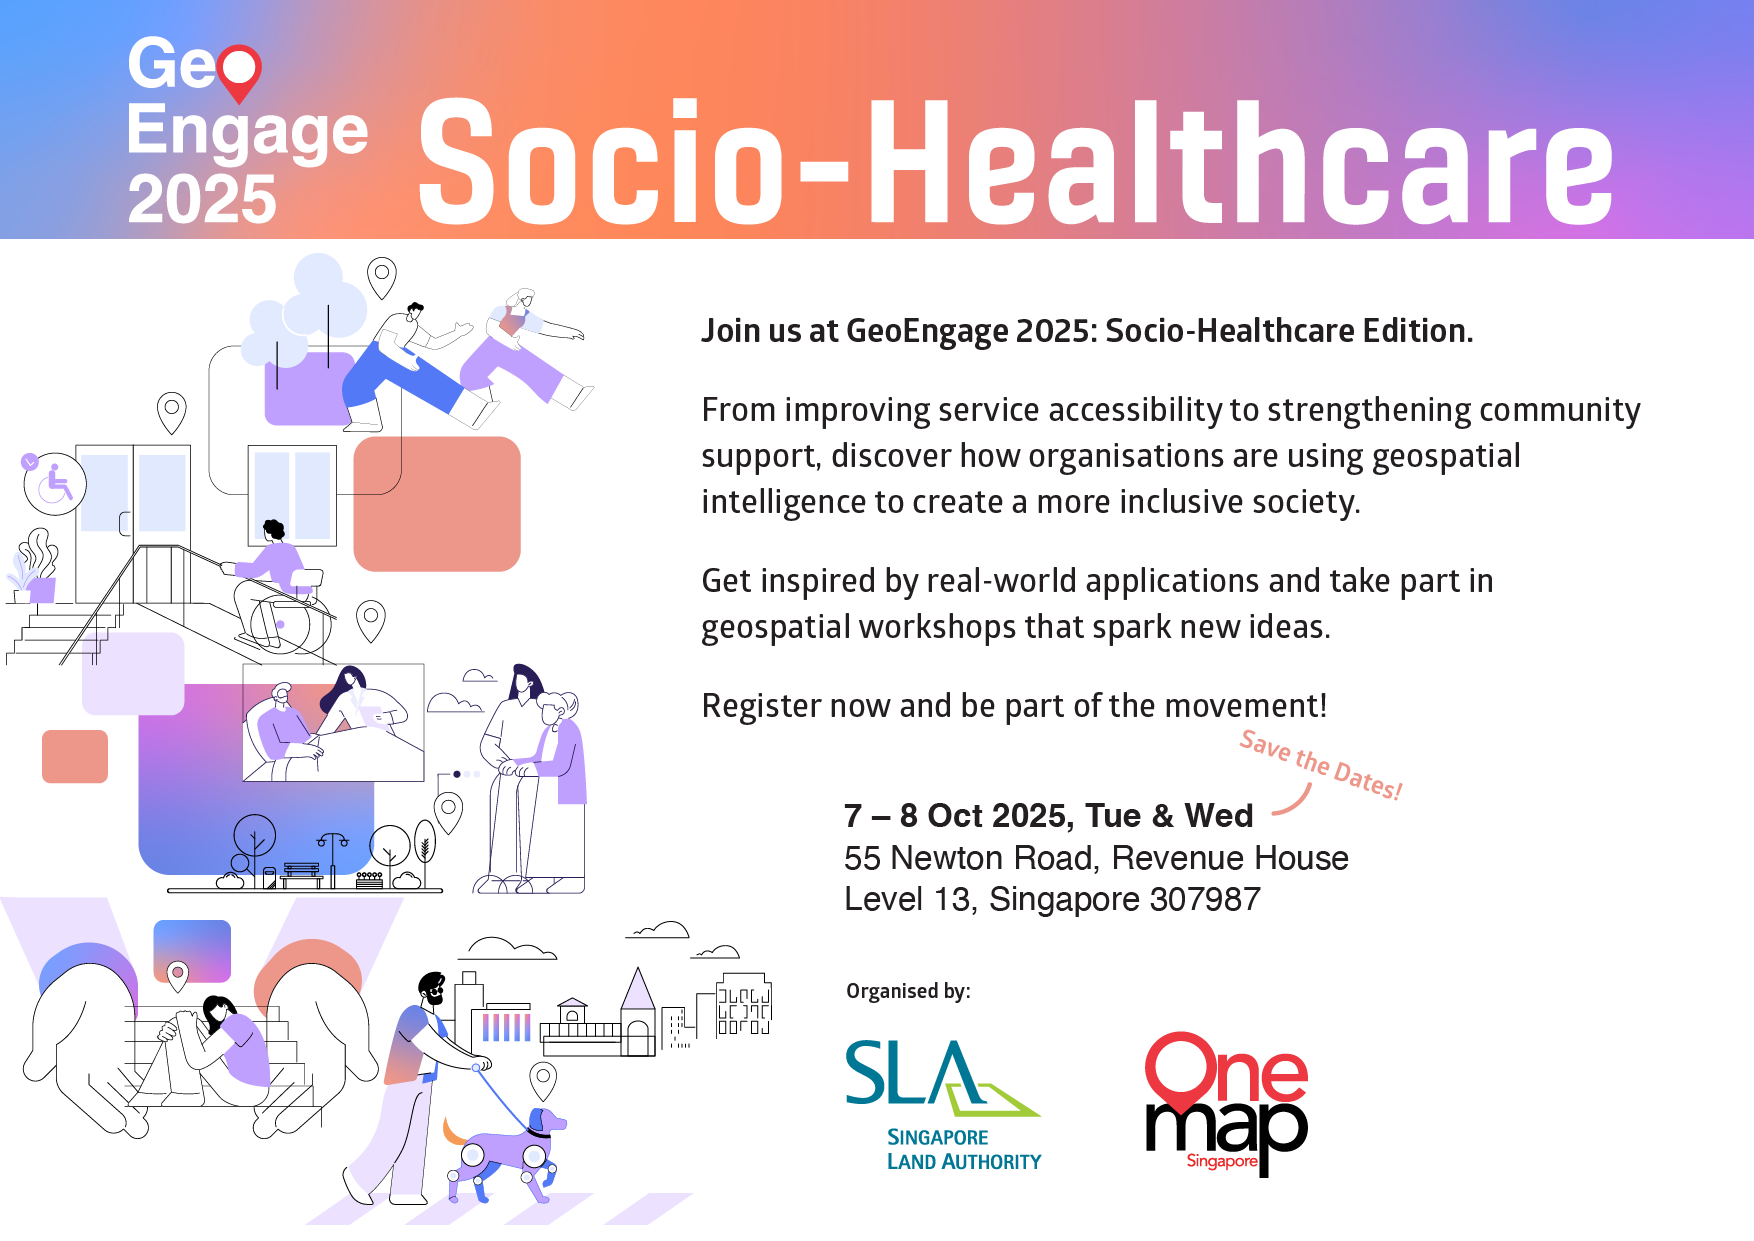 Geo
Engage
2025
Socio-Healthcare
Join us at GeoEngage 2025: Socio-Healthcare Edition.
From improving service accessibility to strengthening community
support, discover how organisations are using geospatial
intelligence to create a more inclusive society.
Get inspired by real-world applications and take part in
geospatial workshops that spark new ideas.
Register now and be part of the movement!
Save the Dates!
7 – 8 Oct 2025, Tue & Wed
55 Newton Road, Revenue House
Level 13, Singapore 307987
Organised by:
SLA
SINGAPORE
LAND AUTHORITY
One
map
Singapore